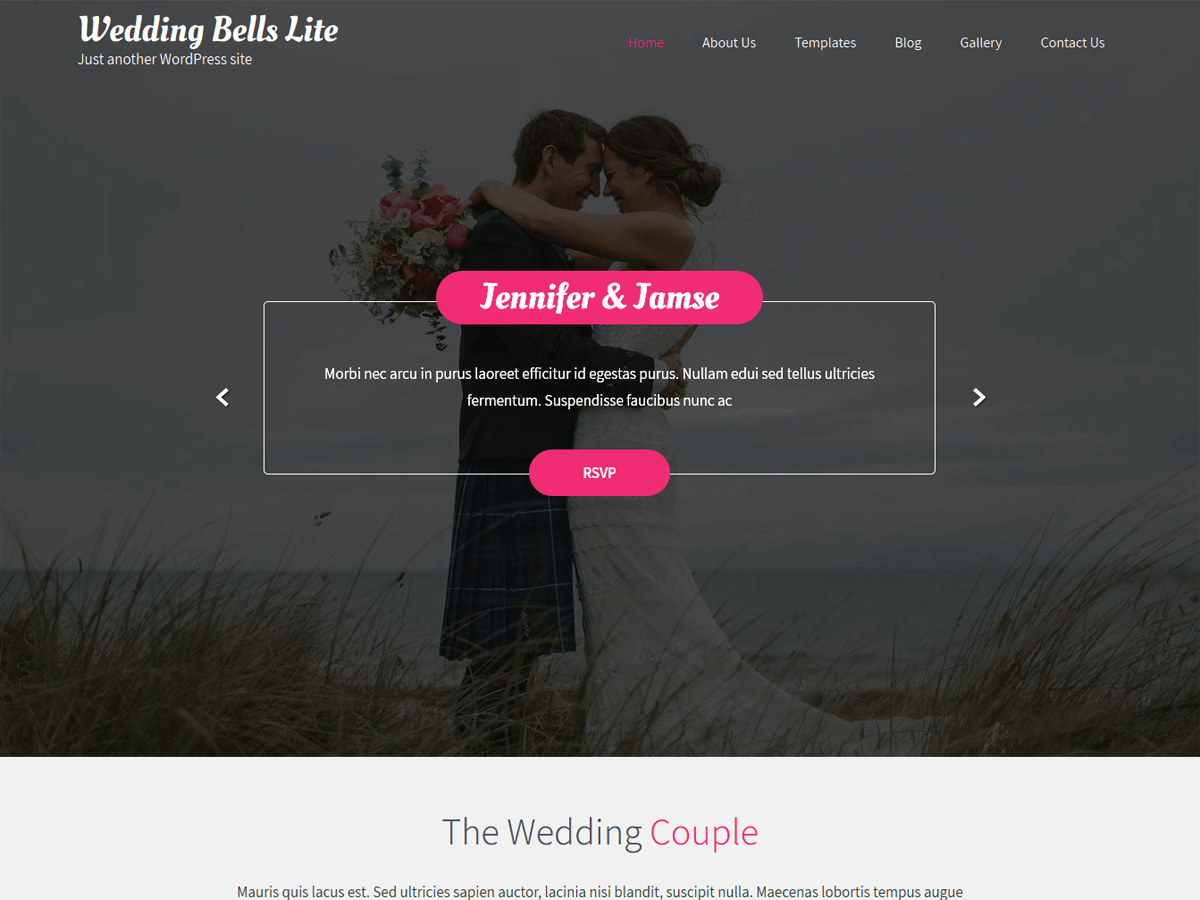 Wedding Bells Lite
Just another WordPress site
Home About Us Templates Blog Gallery Contact Us
Jennifer & Jamse
Morbi nec arcu in purus laoreet efficitur id egestas purus. Nullam edui sed tellus ultricies
fermentum. Suspendisse faucibus nunc ac
RSVP
The Wedding Couple
Mauris quis lacus est. Sed ultricies sapien auctor, lacinia nisi blandit, suscipit nulla. Maecenas lobortis tempus augue